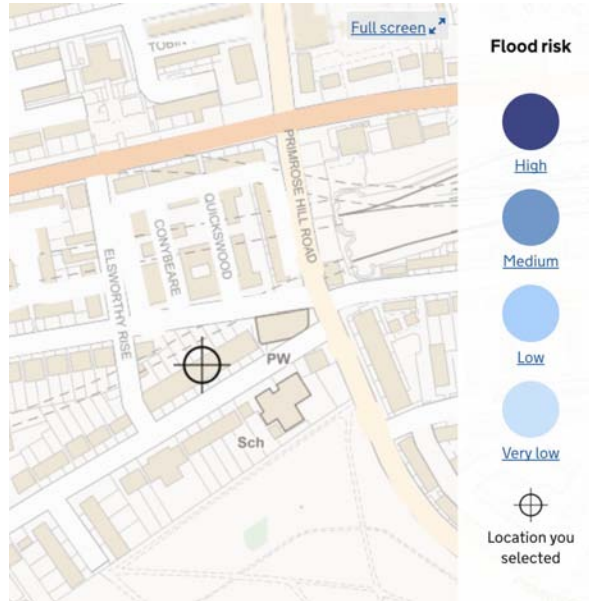 Full screen
TOBIN
Flood risk
High
PRIMROSE HILL ROAD
QUICKSWOOD
CONYBEARE
ELSWORTHY RISE
Medium
Low
PW
Sch
Very low
Location you
selected